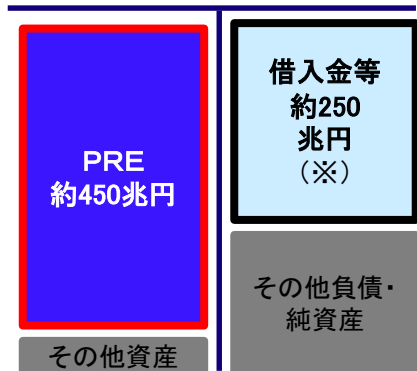 PRE
約450兆円
その他資産
借入金等
約250
兆円
(※)
その他負債・
純資産